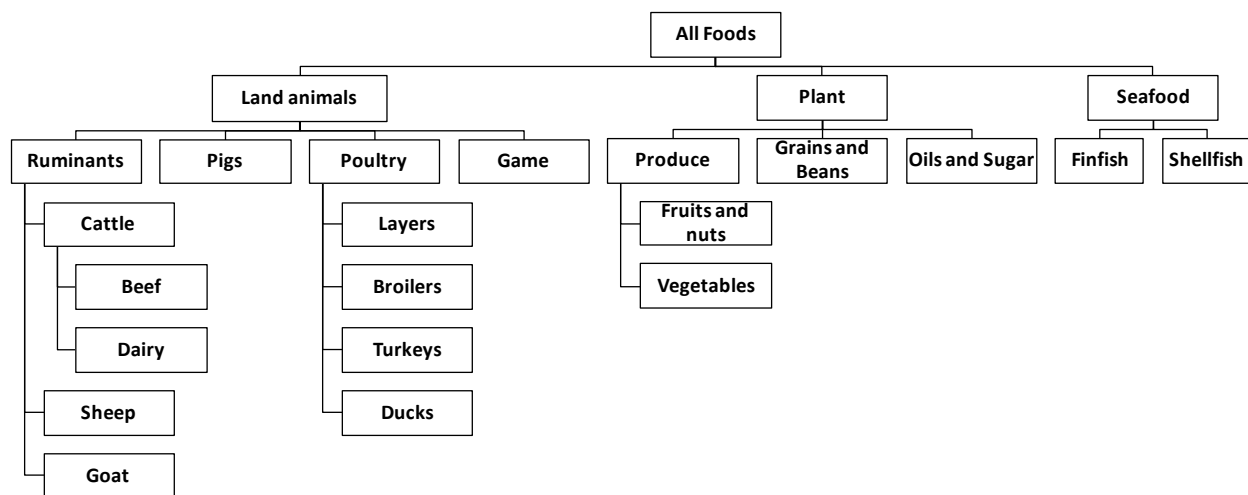 All Foods
Land animals
Plant
Seafood
Ruminants
Pigs
Poultry
Game
Produce
Grains and
Beans
Oils and Sugar
Finfish
Shellfish
Cattle
Layers
Fruits and
nuts
Beef
Broilers
Vegetables
Dairy
Turkeys
Sheep
Ducks
Goat